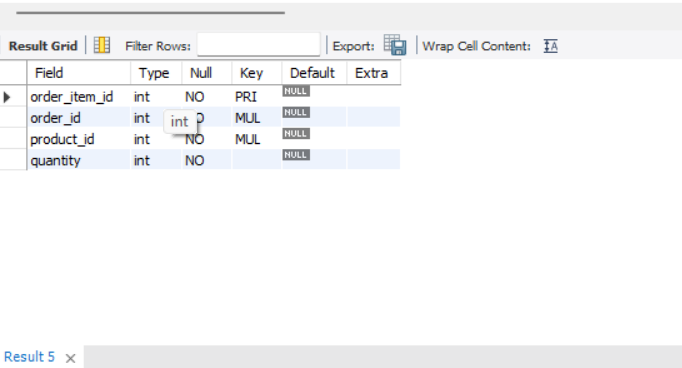 Result Grid Filter Rows: Export: Wrap Cell Content: IA
Field Type Null Key Default Extra
order_item_id int NO PRI NULL
order_id int MUL NULL
product_id int NO MUL NULL
quantity int NO NULL
int
Result 5 ×